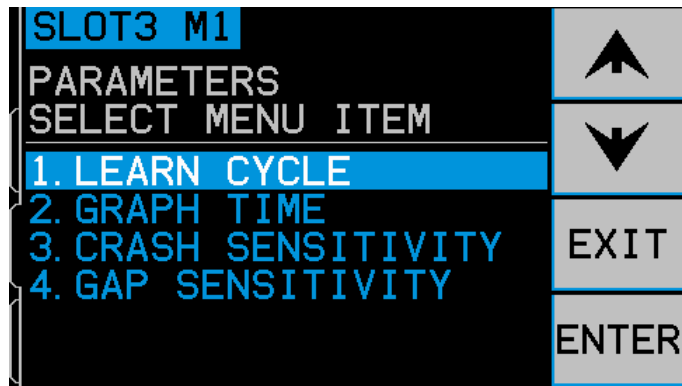 SLOT3 M1
PARAMETERS
SELECT MENU ITEM
1. LEARN CYCLE
2. GRAPH TIME
3. CRASH SENSITIVITY
4. GAP SENSITIVITY
EXIT
ENTER